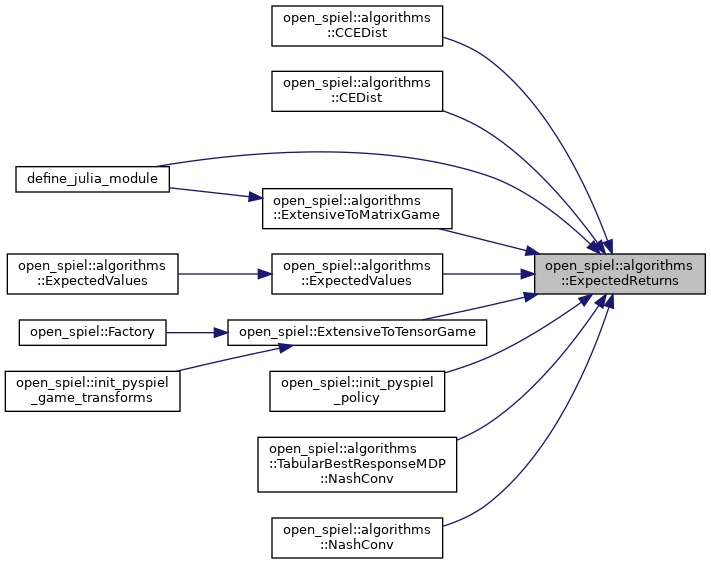 open_spiel::algorithms
::CCEDist
open_spiel::algorithms
::CEDist
define_julia_module
open_spiel::algorithms
::ExtensiveToMatrixGame
open_spiel::algorithms
::ExpectedValues
open_spiel::algorithms
::ExpectedValues
open_spiel::algorithms
::ExpectedReturns
open_spiel::Factory
open_spiel::ExtensiveToTensorGame
open_spiel::init_pyspiel
_game_transforms
open_spiel::init_pyspiel
_policy
open_spiel::algorithms
::TabularBestResponseMDP
::NashConv
open_spiel::algorithms
::NashConv